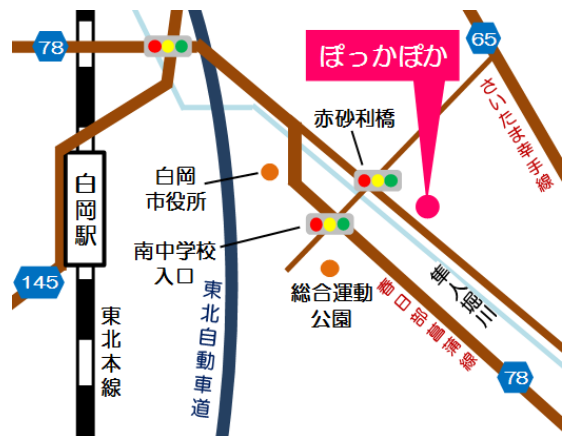 78
65
ぽっかぽか
さいたま幸手線
赤砂利橋
白岡
市役所
白岡駅
南中学校
入口
145
総合運動
公園
隼人堀川
東北本線
東北自動車道
春日部菖蒲線
78